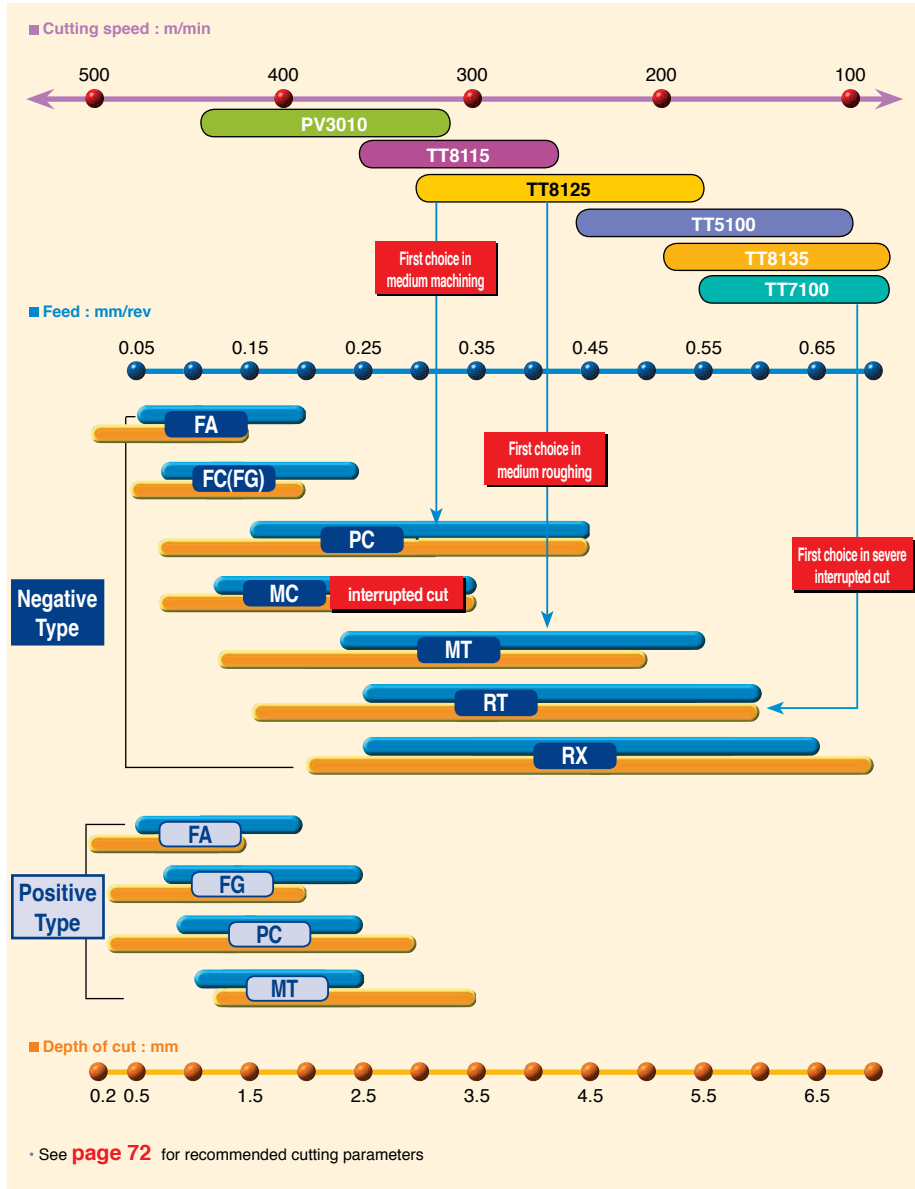 Cutting speed : m/min
500 400 300 200 100
PV3010
TT8115
TT8125
TT5100
TT8135
TT7100
First choice in
medium machining
Feed : mm/rev
0.05 0.15 0.25 0.35 0.45 0.55 0.65
First choice in
medium roughing
First choice in severe
interrupted cut
Negative
Type
FA
FC(FG)
PC
MC interrupted cut
MT
RT
RX
Positive
Type
FA
FG
PC
MT
Depth of cut : mm
0.2 0.5 1.5 2.5 3.5 4.5 5.5 6.5
• See page 72 for recommended cutting parameters